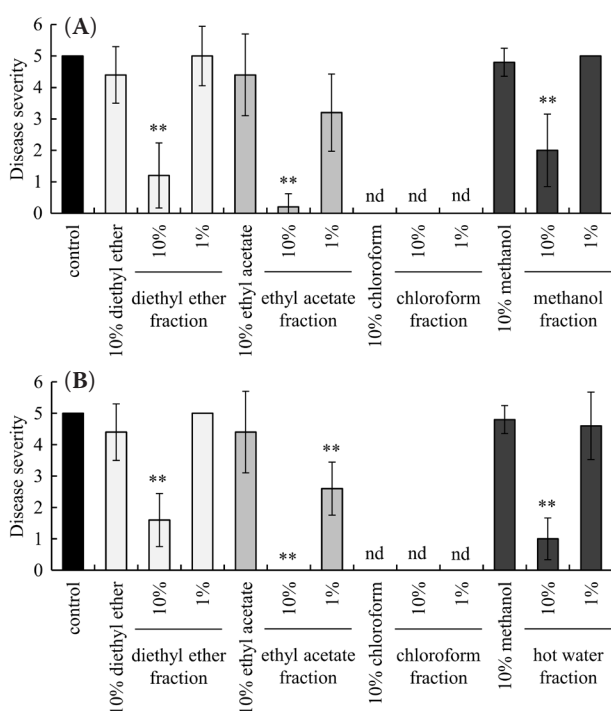 (A)
Disease severity
6
5
4
3
2
1
0
**
**
nd
nd
nd
**
control
10% diethyl ether
10%
1%
diethyl ether
fraction
10% ethyl acetate
10%
1%
ethyl acetate
fraction
10% chloroform
10%
1%
chloroform
fraction
10% methanol
10%
1%
methanol
fraction
(B)
Disease severity
6
5
4
3
2
1
0
**
**
**
nd
nd
nd
**
control
10% diethyl ether
10%
1%
diethyl ether
fraction
10% ethyl acetate
10%
1%
ethyl acetate
fraction
10% chloroform
10%
1%
chloroform
fraction
10% methanol
10%
1%
hot water
fraction